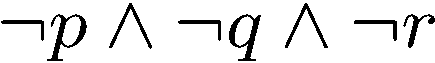 ¬p ∧ ¬q ∧ ¬r